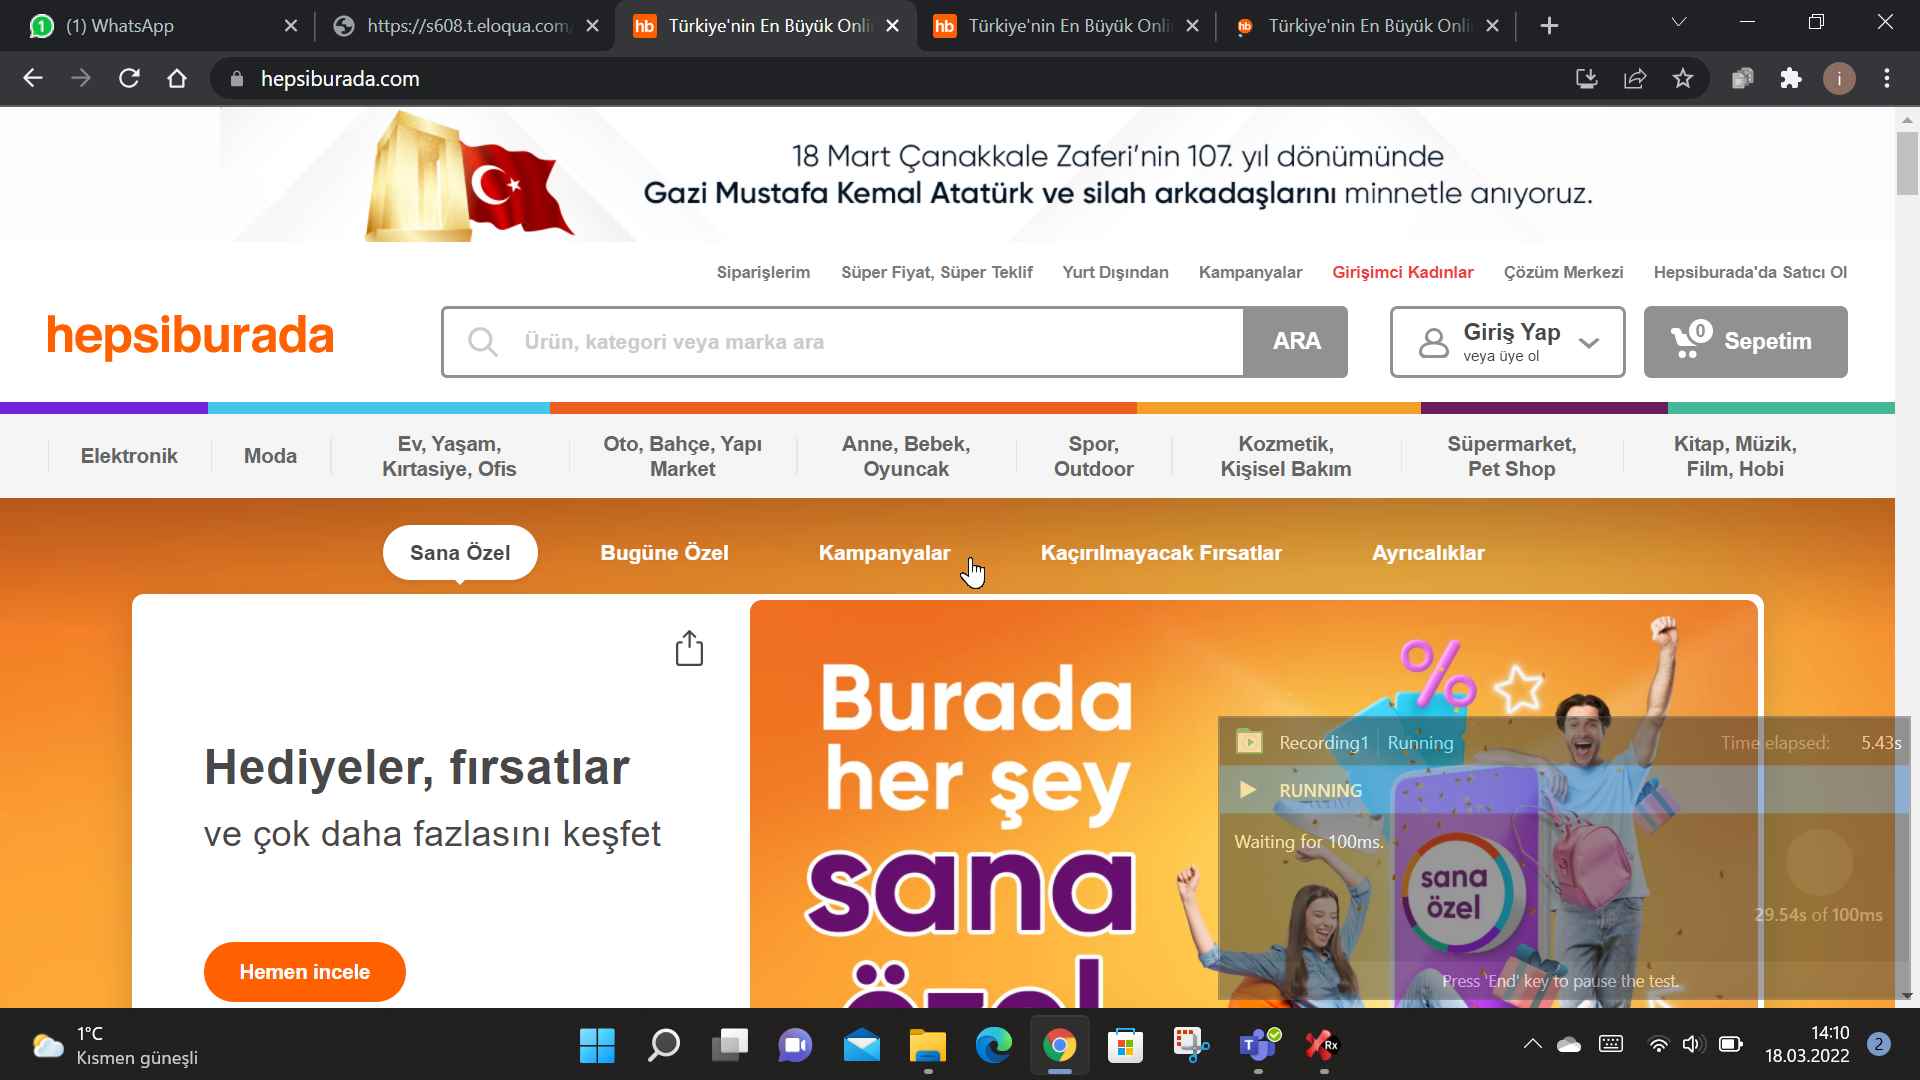 (1) WhatsApp
https://s608.t.eloqua.com/
hb Türkiye'nin En Büyük Onli
hb Türkiye'nin En Büyük Onli
hb Türkiye'nin En Büyük Onli
hepsiburada.com
i
18 Mart Çanakkale Zaferi'nin 107. yıl dönümünde
Gazi Mustafa Kemal Atatürk ve silah arkadaşlarını minnetle anıyoruz.
Siparişlerim
Süper Fiyat, Süper Teklif
Yurt Dışından
Kampanyalar
Girişimci Kadınlar
Çözüm Merkezi
Hepsiburada'da Satıcı Ol
hepsiburada
Ürün, kategori veya marka ara
ARA
Giriş Yap
veya üye ol
0
Sepetim
Elektronik
Moda
Ev, Yaşam,
Kırtasiye, Ofis
Oto, Bahçe, Yapı
Market
Anne, Bebek,
Oyuncak
Spor,
Outdoor
Kozmetik,
Kişisel Bakım
Süpermarket,
Pet Shop
Kitap, Müzik,
Film, Hobi
Sana Özel
Bugüne Özel
Kampanyalar
Kaçırılmayacak Fırsatlar
Ayrıcalıklar
Hediyeler, fırsatlar
ve çok daha fazlasını keşfet
Hemen incele
Burada
her şey
sana
özel
%
sana
özel
Recording1 Running
Time elapsed: 5.43s
RUNNING
Waiting for 100ms.
29.54s of 100ms
Press 'End' key to pause the test.
1°C
Kısmen güneşli
T
Rx
14:10
18.03.2022
2